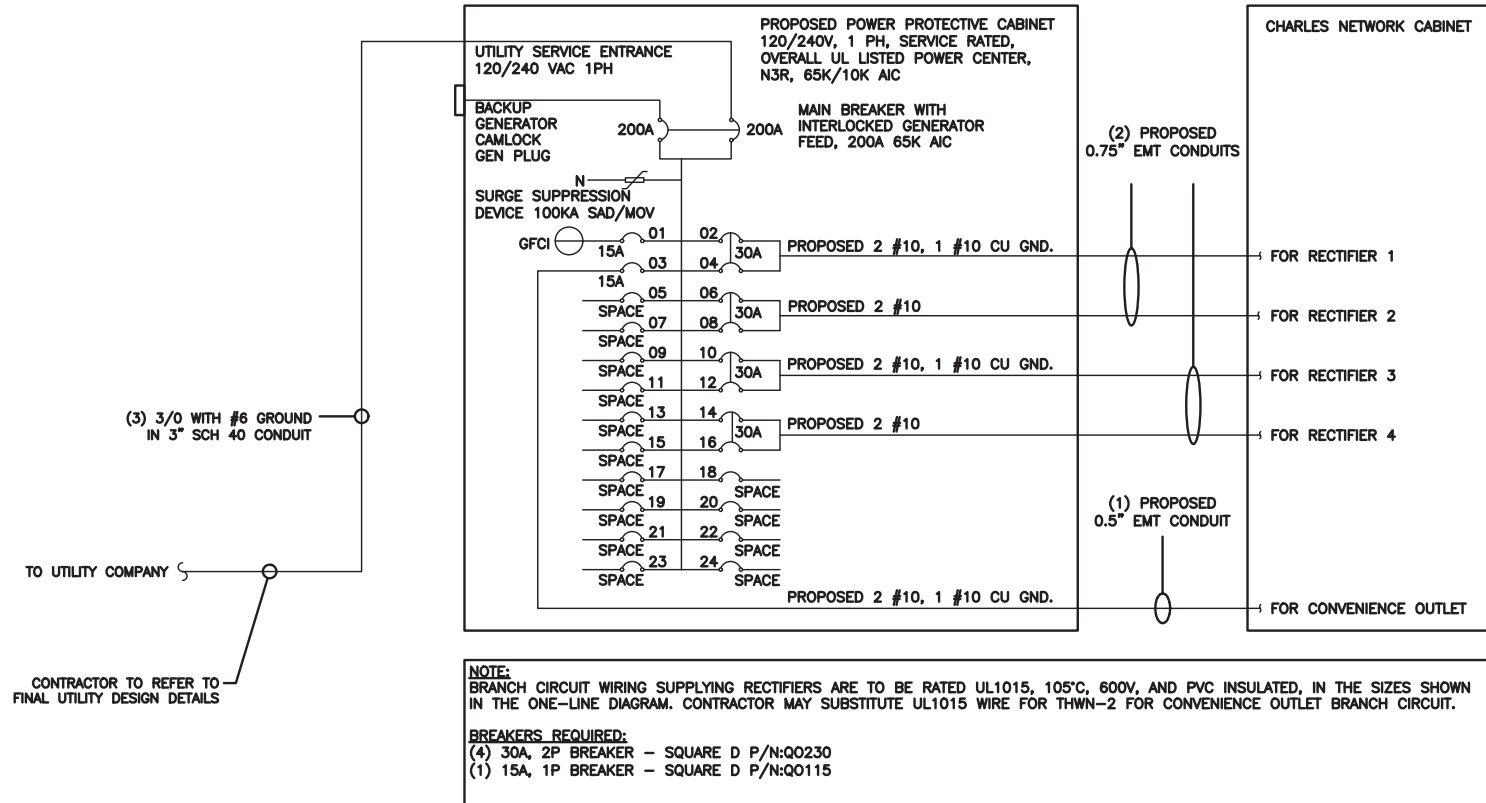 UTILITY SERVICE ENTRANCE
120/240 VAC 1PH
PROPOSED POWER PROTECTIVE CABINET
120/240V, 1 PH, SERVICE RATED,
OVERALL UL LISTED POWER CENTER,
N3R, 65K/10K AIC
CHARLES NETWORK CABINET
BACKUP
GENERATOR
CAMLOCK
GEN PLUG
200A
200A
MAIN BREAKER WITH
INTERLOCKED GENERATOR
FEED, 200A 65K AIC
(2) PROPOSED
0.75" EMT CONDUITS
N
SURGE SUPPRESSION
DEVICE 100KA SAD/MOV
GFCI
15A
01
02
30A
PROPOSED 2 #10, 1 #10 CU GND.
FOR RECTIFIER 1
15A
03
04
SPACE
05
06
30A
PROPOSED 2 #10
FOR RECTIFIER 2
SPACE
07
08
SPACE
09
10
30A
PROPOSED 2 #10, 1 #10 CU GND.
FOR RECTIFIER 3
SPACE
11
12
SPACE
13
14
30A
PROPOSED 2 #10
FOR RECTIFIER 4
SPACE
15
16
SPACE
17
18
SPACE
SPACE
19
20
SPACE
SPACE
21
22
SPACE
SPACE
23
24
SPACE
(3) 3/0 WITH #6 GROUND
IN 3" SCH 40 CONDUIT
(1) PROPOSED
0.5" EMT CONDUIT
TO UTILITY COMPANY
PROPOSED 2 #10, 1 #10 CU GND.
FOR CONVENIENCE OUTLET
CONTRACTOR TO REFER TO
FINAL UTILITY DESIGN DETAILS
NOTE:
BRANCH CIRCUIT WIRING SUPPLYING RECTIFIERS ARE TO BE RATED UL1015, 105°C, 600V, AND PVC INSULATED, IN THE SIZES SHOWN
IN THE ONE-LINE DIAGRAM. CONTRACTOR MAY SUBSTITUTE UL1015 WIRE FOR THWN-2 FOR CONVENIENCE OUTLET BRANCH CIRCUIT.
BREAKERS REQUIRED:
(4) 30A, 2P BREAKER - SQUARE D P/N:QO230
(1) 15A, 1P BREAKER - SQUARE D P/N:QO115